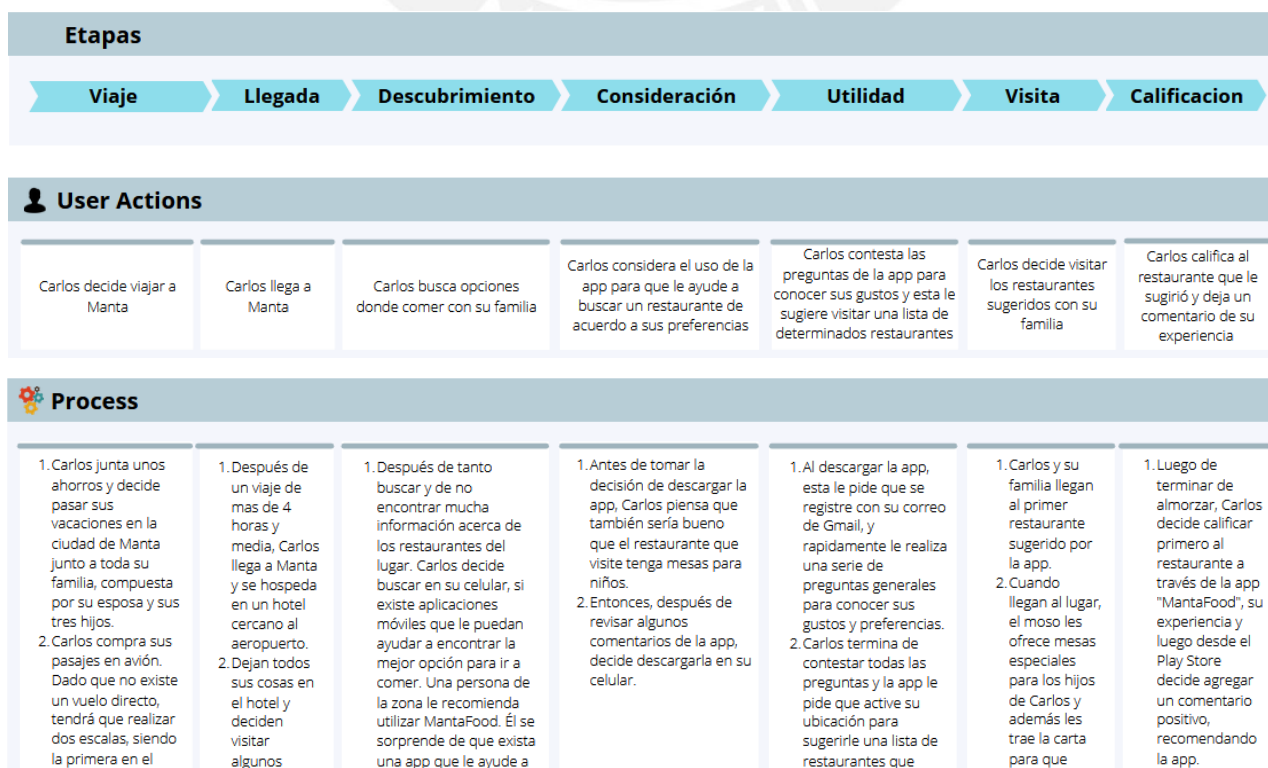 Etapas
Viaje
Llegada
Descubrimiento
Consideración
Utilidad
Visita
Calificacion
User Actions
Carlos decide viajar a
Manta
Carlos llega a
Manta
Carlos busca opciones
donde comer con su familia
Carlos considera el uso de la
app para que le ayude a
buscar un restaurante de
acuerdo a sus preferencias
Carlos contesta las
preguntas de la app para
conocer sus gustos y esta le
sugiere visitar una lista de
determinados restaurantes
Carlos decide visitar
los restaurantes
sugeridos con su
familia
Carlos califica al
restaurante que le
sugirió y deja un
comentario de su
experiencia
Process
1. Carlos junta unos
ahorros y decide
pasar sus
vacaciones en la
ciudad de Manta
junto a toda su
familia, compuesta
por su esposa y sus
tres hijos.
2. Carlos compra sus
pasajes en avión.
Dado que no existe
un vuelo directo,
tendrá que realizar
dos escalas, siendo
la primera en el
1. Después de
un viaje de
mas de 4
horas y
media, Carlos
llega a Manta
y se hospeda
en un hotel
cercano al
aeropuerto.
2. Dejan todos
sus cosas en
el hotel y
deciden
visitar
algunos
1. Después de tanto
buscar y de no
encontrar mucha
información acerca de
los restaurantes del
lugar. Carlos decide
buscar en su celular, si
existe aplicaciones
móviles que le puedan
ayudar a encontrar la
mejor opción para ir a
comer. Una persona de
la zona le recomienda
utilizar MantaFood. Él se
sorprende de que exista
una app que le ayude a
1. Antes de tomar la
decisión de descargar la
app, Carlos piensa que
también sería bueno
que el restaurante que
visite tenga mesas para
niños.
2. Entonces, después de
revisar algunos
comentarios de la app,
decide descargarla en su
celular.
1. Al descargar la app,
esta le pide que se
registre con su correo
de Gmail, y
rapidamente le realiza
una serie de
preguntas generales
para conocer sus
gustos y preferencias.
2. Carlos termina de
contestar todas las
preguntas y la app le
pide que active su
ubicación para
sugerirle una lista de
restaurantes que
1. Carlos y su
familia llegan
al primer
restaurante
sugerido por
la app.
2. Cuando
llegan al lugar,
el moso les
ofrece mesas
especiales
para los hijos
de Carlos y
además les
trae la carta
para que
1. Luego de
terminar de
almorzar, Carlos
decide calificar
primero al
restaurante a
través de la app
"MantaFood", su
experiencia y
luego desde el
Play Store
decide agregar
un comentario
positivo,
recomendando
la app.